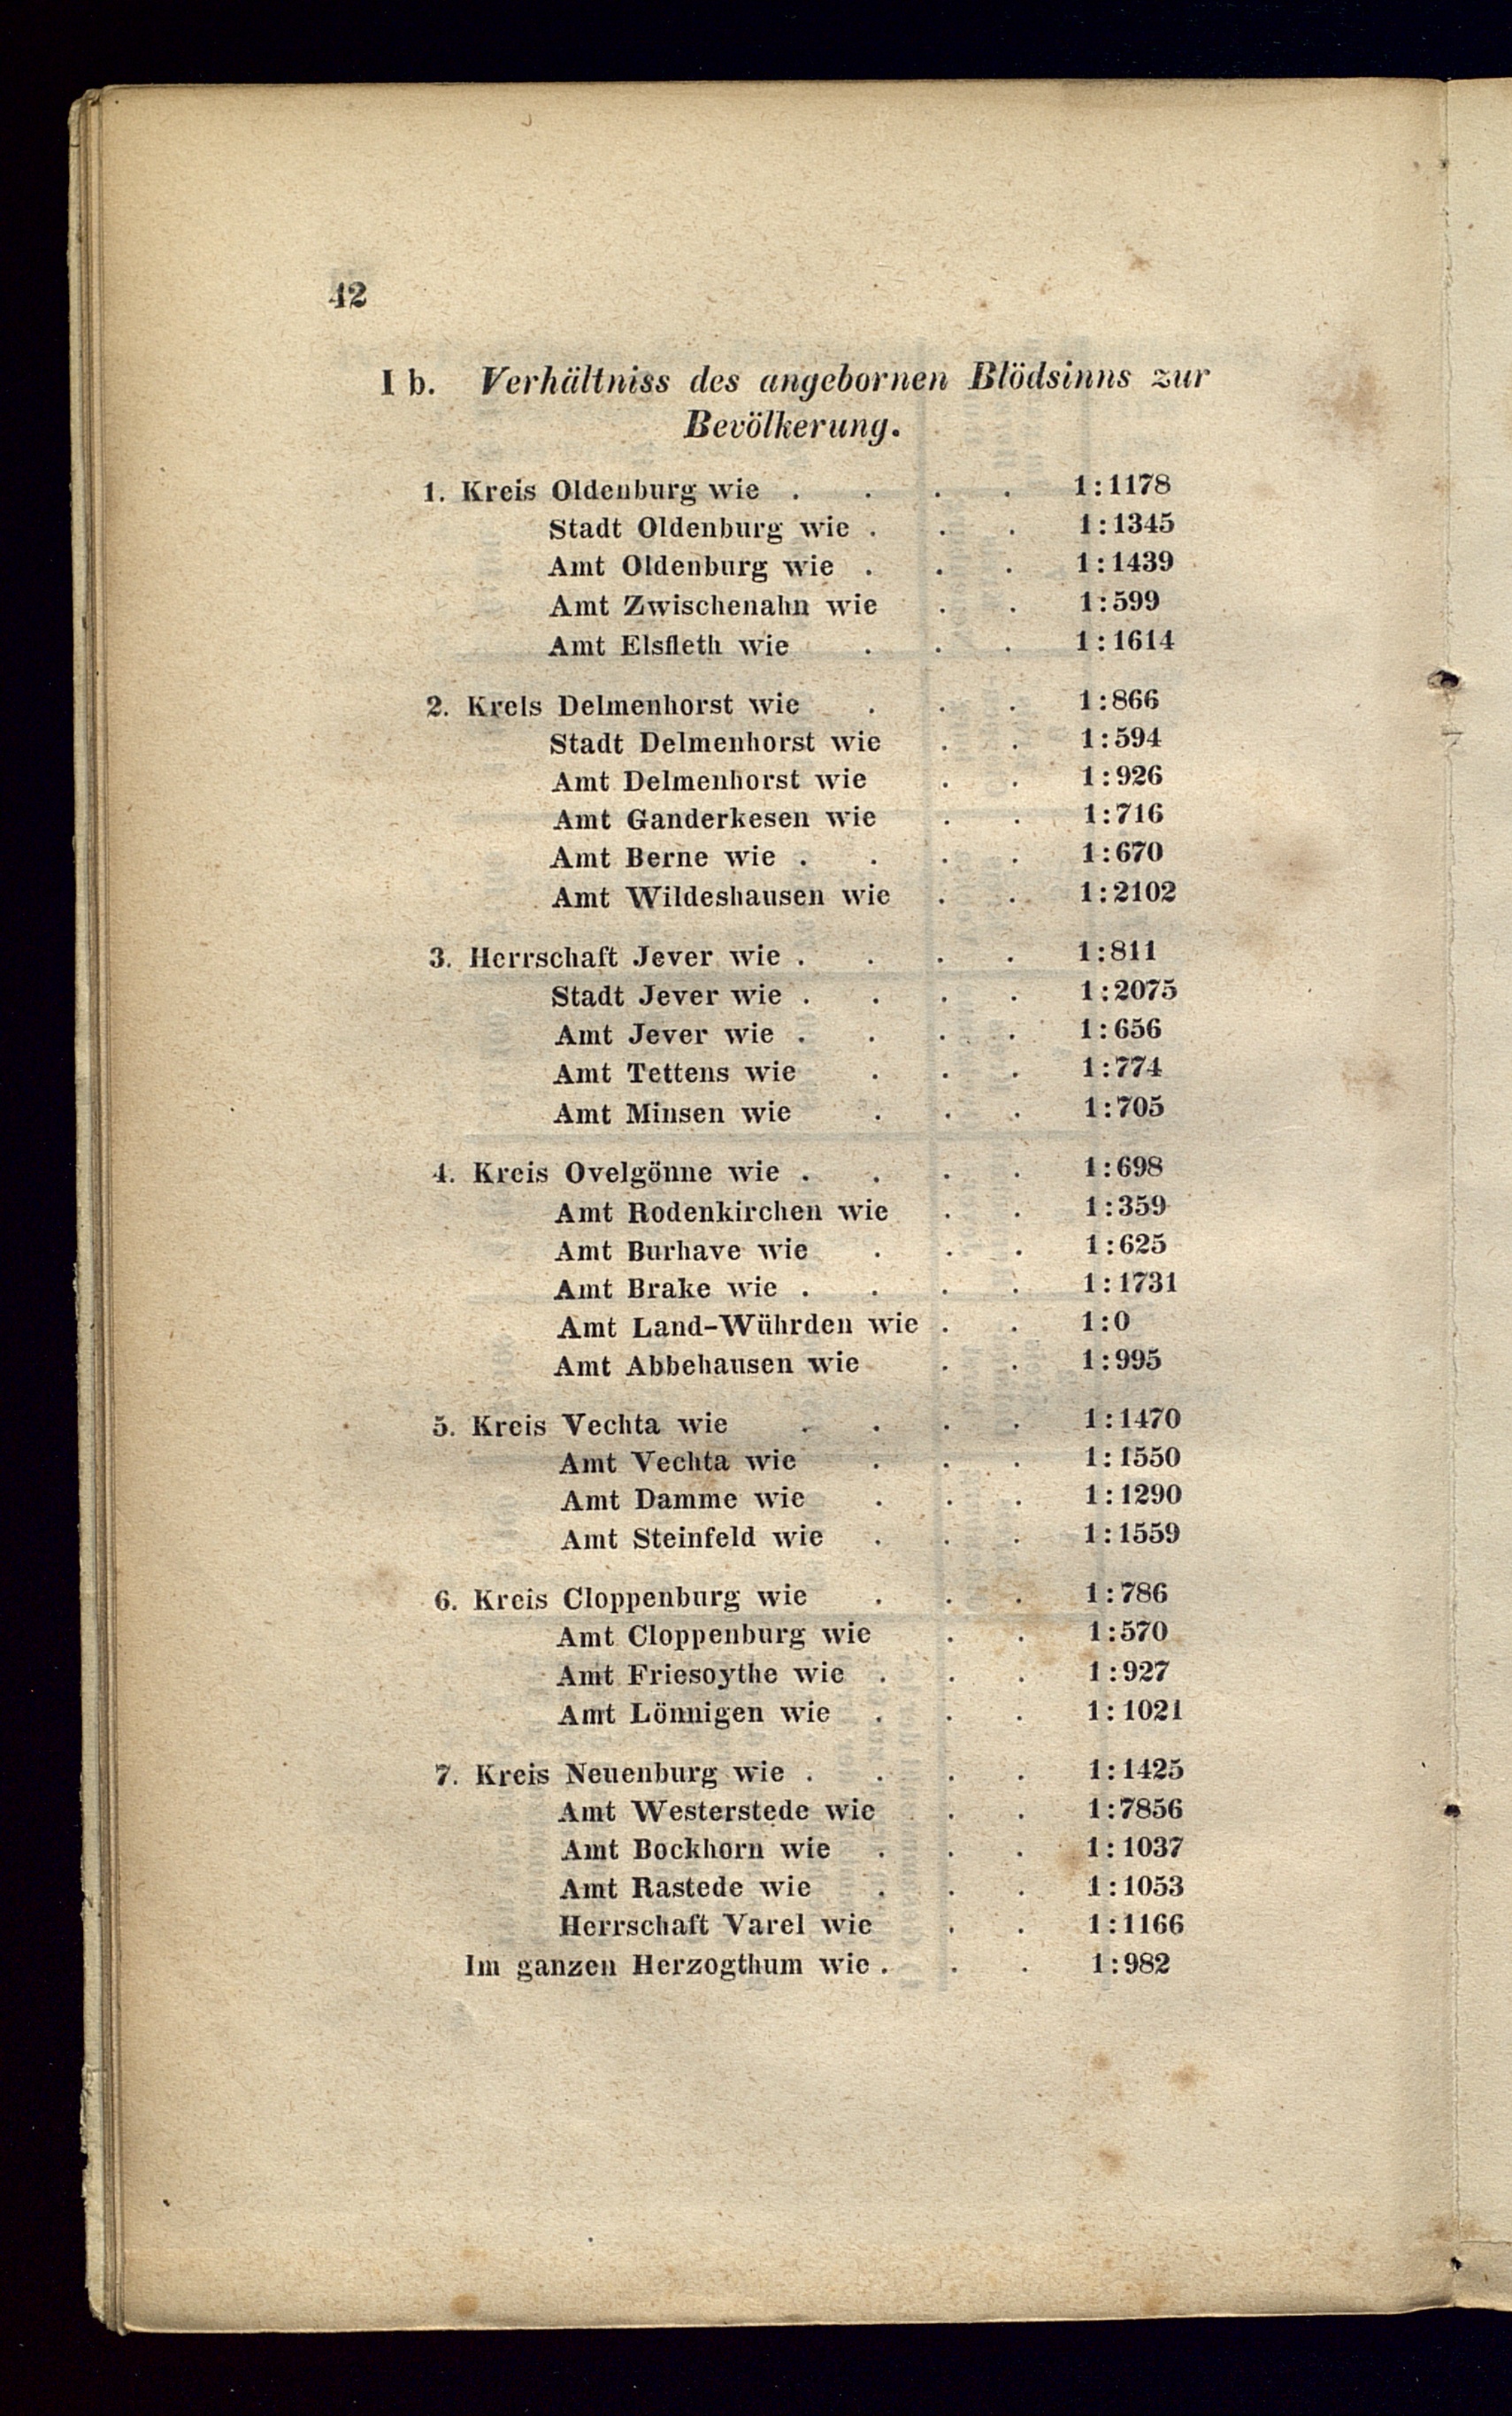 42
I b. Verhältniss des angebornen Blödsinns zur
Bevölkerung.
1. Kreis Oldenburg wie . . . . 1:1178
Stadt Oldenburg wie . . . 1:1345
Amt Oldenburg wie . . . 1:1439
Amt Zwischenahn wie . . 1:599
Amt Elsfleth wie . . . 1:1614
2. Kreis Delmenhorst wie . . . 1:866
Stadt Delmenhorst wie . . 1:594
Amt Delmenhorst wie . . 1:926
Amt Ganderkesen wie . . 1:716
Amt Berne wie . . . . 1:670
Amt Wildeshausen wie . . 1:2102
3. Herrschaft Jever wie . . . . 1:811
Stadt Jever wie . . . . 1:2075
Amt Jever wie . . . . 1:656
Amt Tettens wie . . . 1:774
Amt Minsen wie . . . 1:705
4. Kreis Ovelgönne wie . . . . 1:698
Amt Rodenkirchen wie . . 1:359
Amt Burhave wie . . . 1:625
Amt Brake wie . . . . 1:1731
Amt Land-Wührden wie . . 1:0
Amt Abbehausen wie . . 1:995
5. Kreis Vechta wie . . . . 1:1470
Amt Vechta wie . . . 1:1550
Amt Damme wie . . . 1:1290
Amt Steinfeld wie . . . 1:1559
6. Kreis Cloppenburg wie . . . 1:786
Amt Cloppenburg wie . . 1:570
Amt Friesoythe wie . . . 1:927
Amt Lönnigen wie . . . 1:1021
7. Kreis Neuenburg wie . . . . 1:1425
Amt Westerstede wie . . 1:7856
Amt Bockhorn wie . . . 1:1037
Amt Rastede wie . . . 1:1053
Herrschaft Varel wie . . 1:1166
Im ganzen Herzogthum wie . . . 1:982